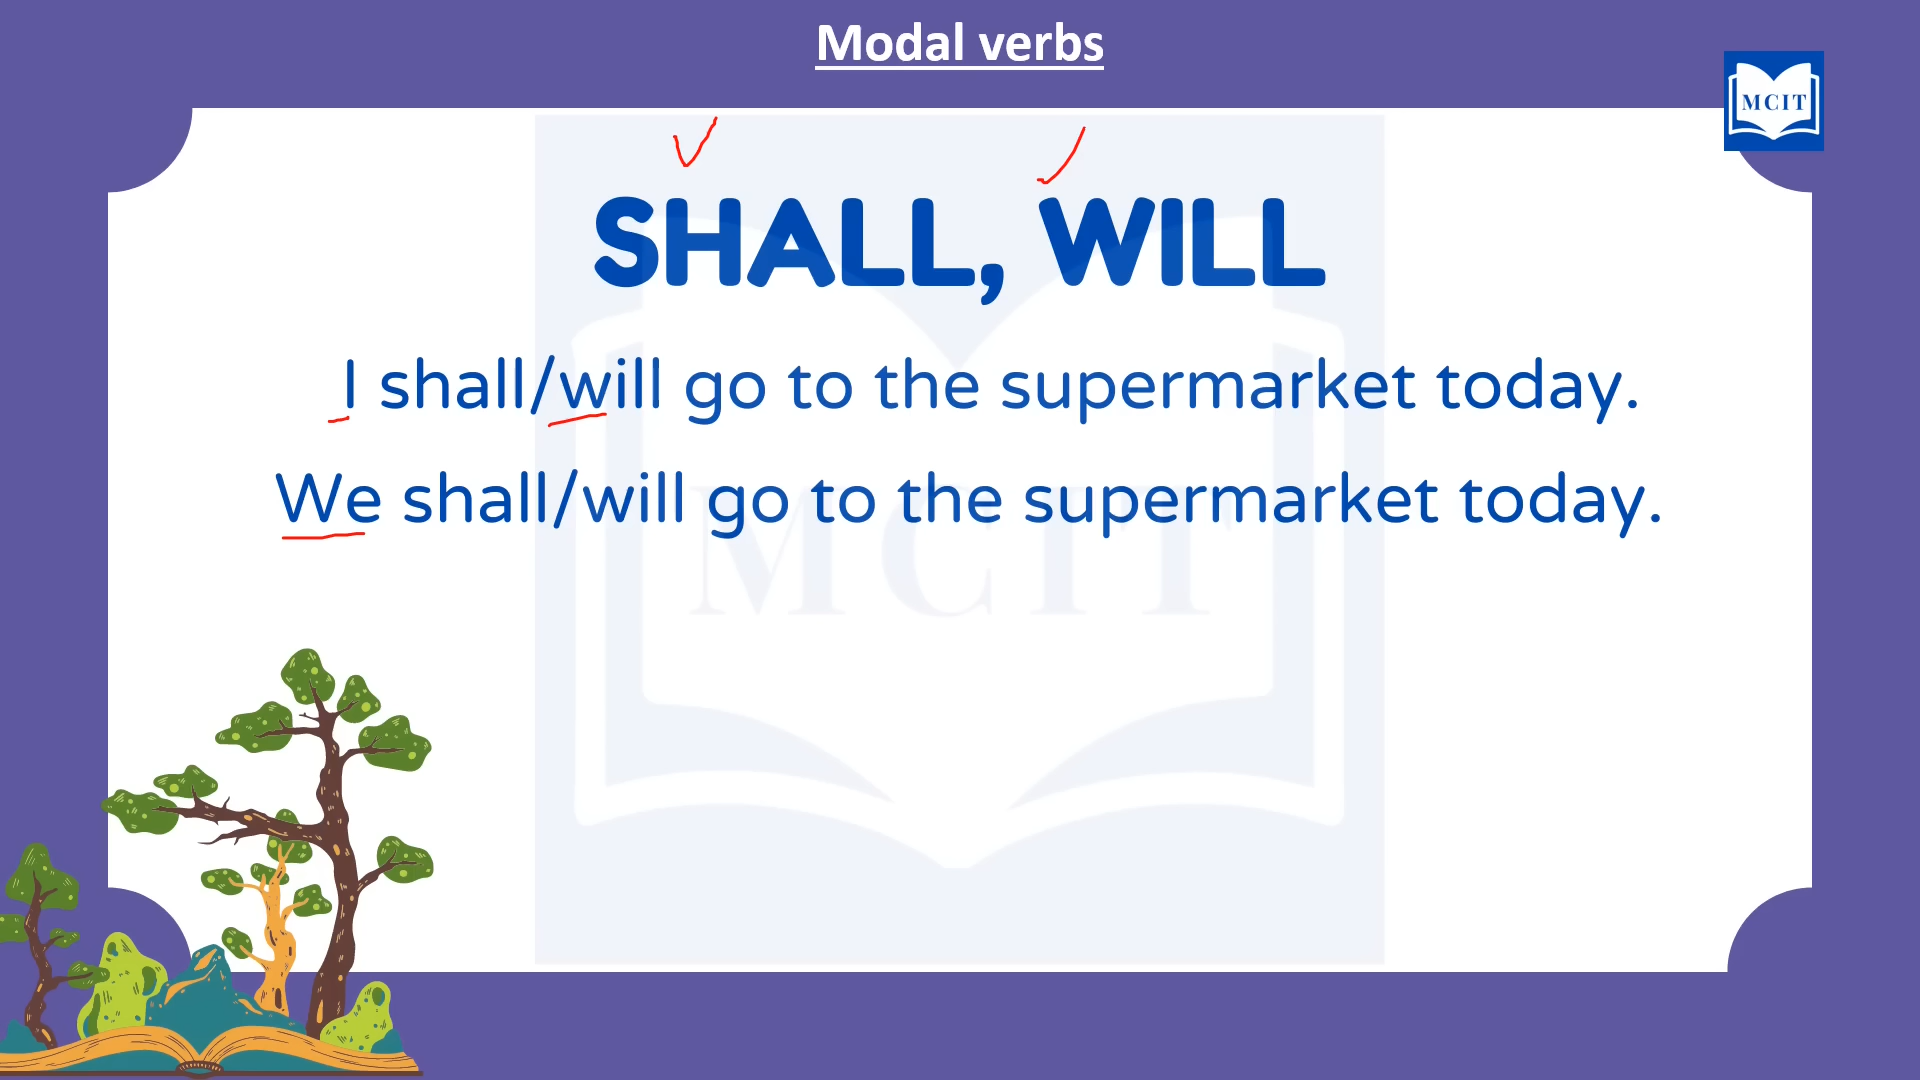 Modal verbs
MCIT
SHALL, WILL
I shall/will go to the supermarket today.
We shall/will go to the supermarket today.
MCIT